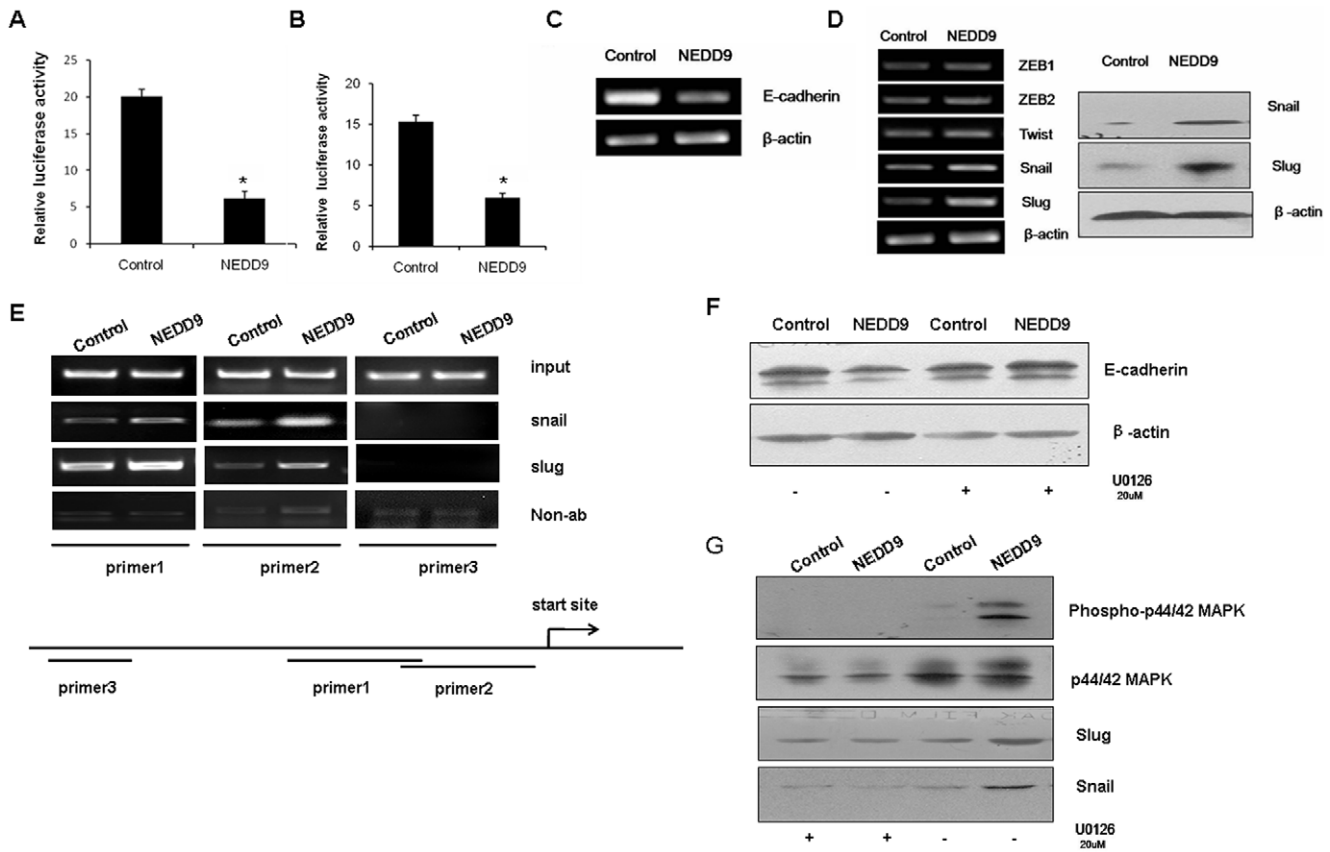 A
Relative luciferase activity
25
20
15
10
5
0
Control
NEDD9
*
B
Relative luciferase activity
20
15
10
5
0
Control
NEDD9
*
C
Control
NEDD9
E-cadherin
β-actin
D
Control
NEDD9
ZEB1
ZEB2
Twist
Snail
Slug
β-actin
Control
NEDD9
Snail
Slug
β -actin
E
Control
NEDD9
Control
NEDD9
Control
NEDD9
input
snail
slug
Non-ab
primer1
primer2
primer3
start site
primer3
primer1
primer2
F
Control
NEDD9
Control
NEDD9
E-cadherin
β -actin
- - + +
U0126
20uM
G
Control
NEDD9
Control
NEDD9
Phospho-p44/42 MAPK
p44/42 MAPK
Slug
Snail
+ + - -
U0126
20uM